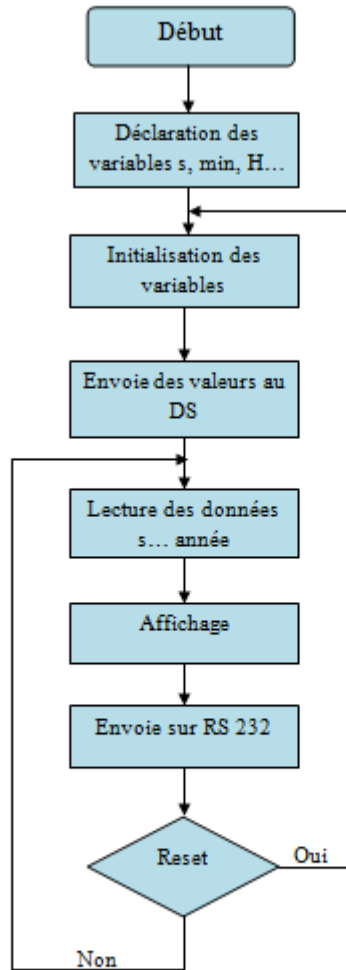 Début
Déclaration des
variables s, min, H…
Initialisation des
variables
Envoie des valeurs au
DS
Lecture des données
s… année
Affichage
Envoie sur RS 232
Reset
Oui
Non